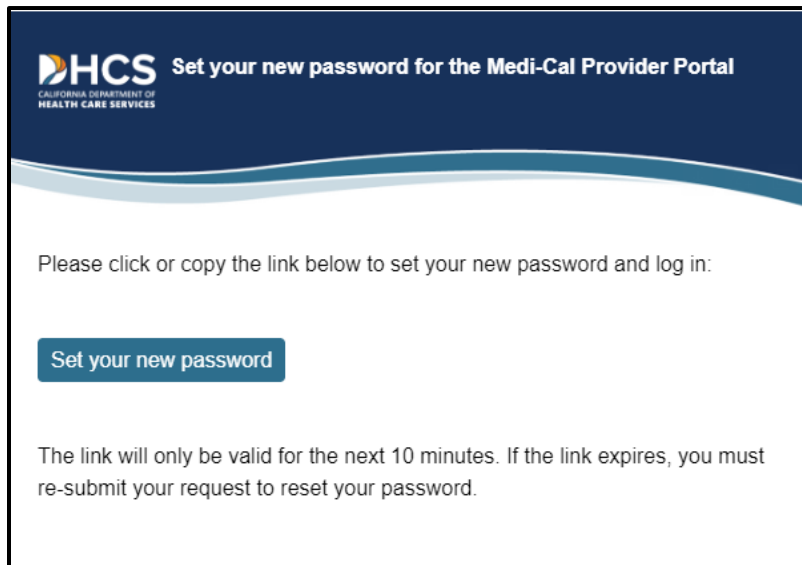 DHCS
CALIFORNIA DEPARTMENT OF
HEALTH CARE SERVICES
Set your new password for the Medi-Cal Provider Portal
Please click or copy the link below to set your new password and log in:
Set your new password
The link will only be valid for the next 10 minutes. If the link expires, you must
re-submit your request to reset your password.